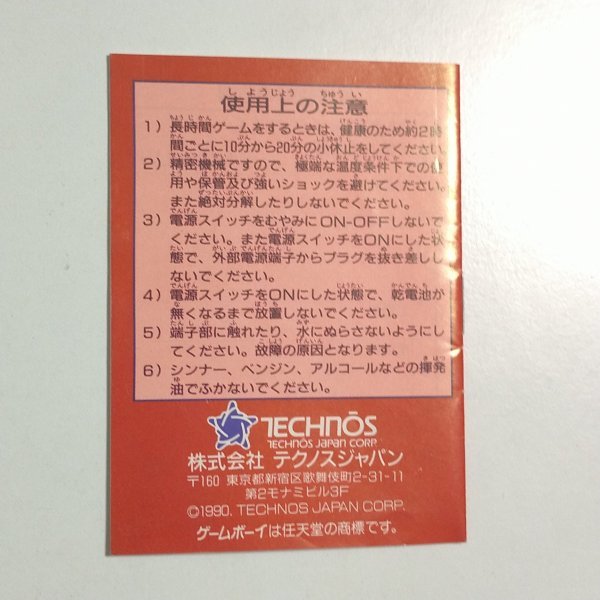 使用上の注意
1) 長時間ゲームをするときは、健康のため約2時
間ごとに10分から20分の小休止をしてください。
2) 精密機械ですので、極端な温度条件下での使
用や保管及び強いショックを避けてください。
また絶対分解したりしないでください。
3) 電源スイッチをむやみにON-OFFしないで
ください。また電源スイッチをONにした状
態で、外部電源端子からプラグを抜き差しし
ないでください。
4) 電源スイッチをONにした状態で、乾電池が
無くなるまで放置しないでください。
5) 端子部に触れたり、水にぬらさないようにし
てください。故障の原因となります。
6) シンナー、ベンジン、アルコールなどの揮発
油でふかないでください。
TECHNŌS
TECHNŌS JAPAN CORP.
株式会社 テクノスジャパン
〒160 東京都新宿区歌舞伎町2-31-11
第2モナミビル3F
©1990. TECHNOS JAPAN CORP.
ゲームボーイは任天堂の商標です。